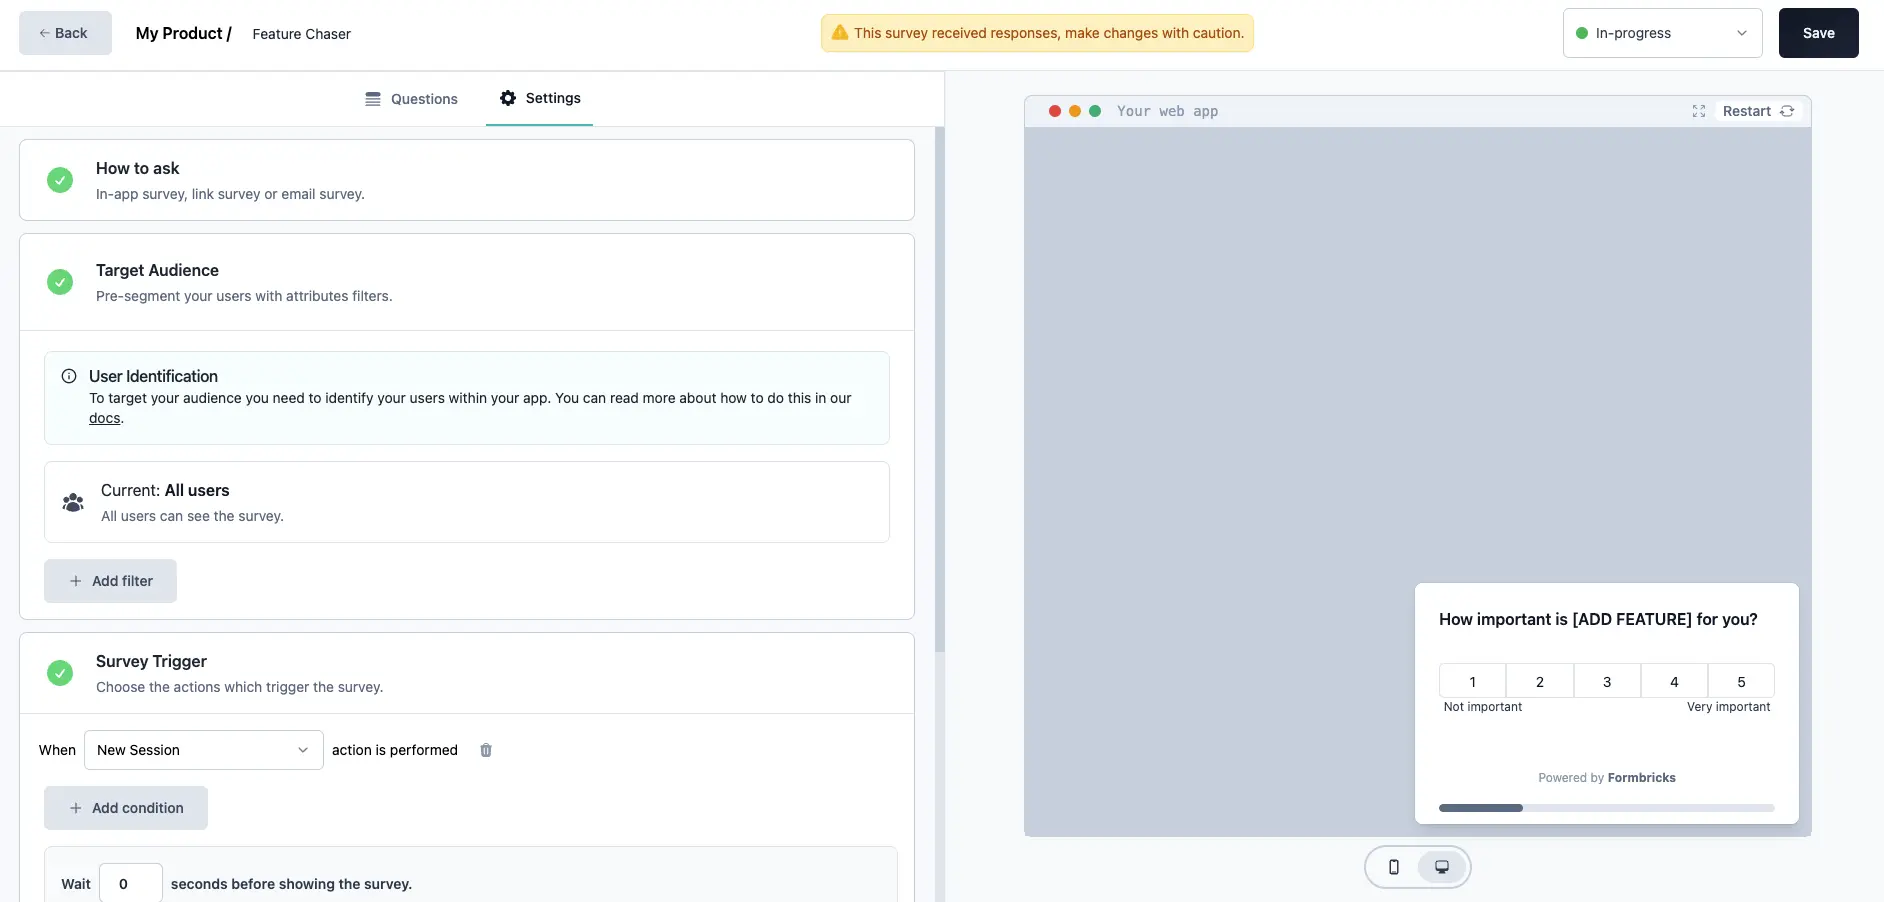 Back
My Product /
Feature Chaser
This survey received responses, make changes with caution.
In-progress
Save
Questions
Settings
How to ask
In-app survey, link survey or email survey.
Target Audience
Pre-segment your users with attributes filters.
User Identification
To target your audience you need to identify your users within your app. You can read more about how to do this in our
docs.
Current: All users
All users can see the survey.
Add filter
Survey Trigger
Choose the actions which trigger the survey.
When New Session action is performed
Add condition
Wait 0 seconds before showing the survey.
Your web app
Restart
How important is [ADD FEATURE] for you?
1 2 3 4 5
Not important Very important
Powered by Formbricks